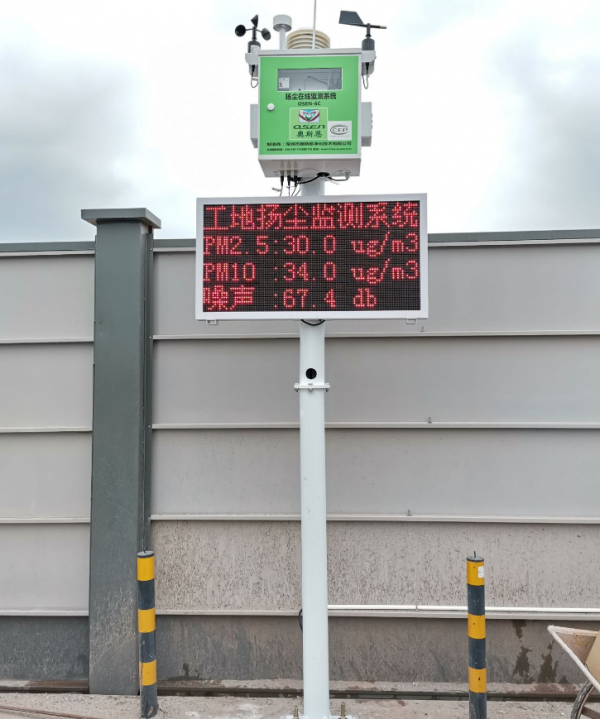 扬尘在线监测系统
OSEN-6C
OSEN
奥斯恩
CEP
工地扬尘监测系统
PM2.5:30.0 ug/m3
PM10 :34.0 ug/m3
噪声 :67.4 db